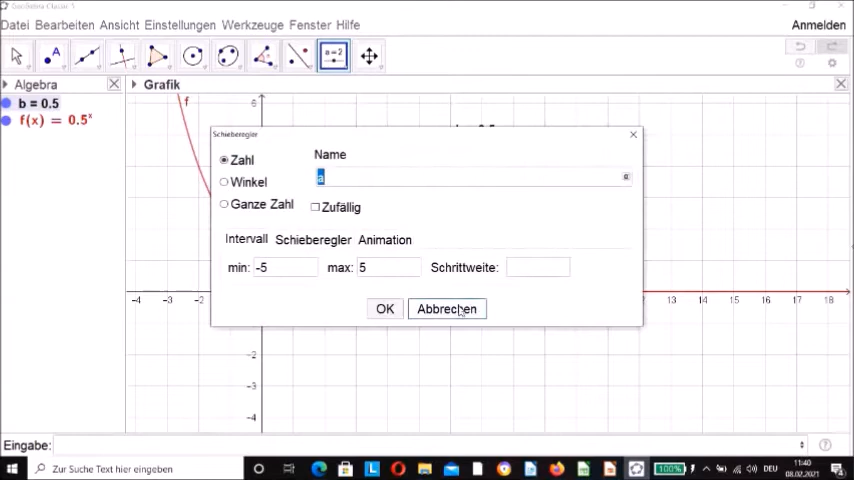 GeoGebra Classic 5
Datei Bearbeiten Ansicht Einstellungen Werkzeuge Fenster Hilfe
Anmelden
a=2
Algebra
Grafik
b = 0.5
f(x) = 0.5ˣ
f
6
Schieberegler
Zahl
Winkel
Ganze Zahl
Name
a
α
Zufällig
Intervall Schieberegler Animation
min: -5 max: 5 Schrittweite:
OK Abbrechen
-4 -3 -2 12 13 14 15 16 17 18
-2
-3
-4
Eingabe:
Zur Suche hier eingeben
100%
DEU
11:40
08.02.2021